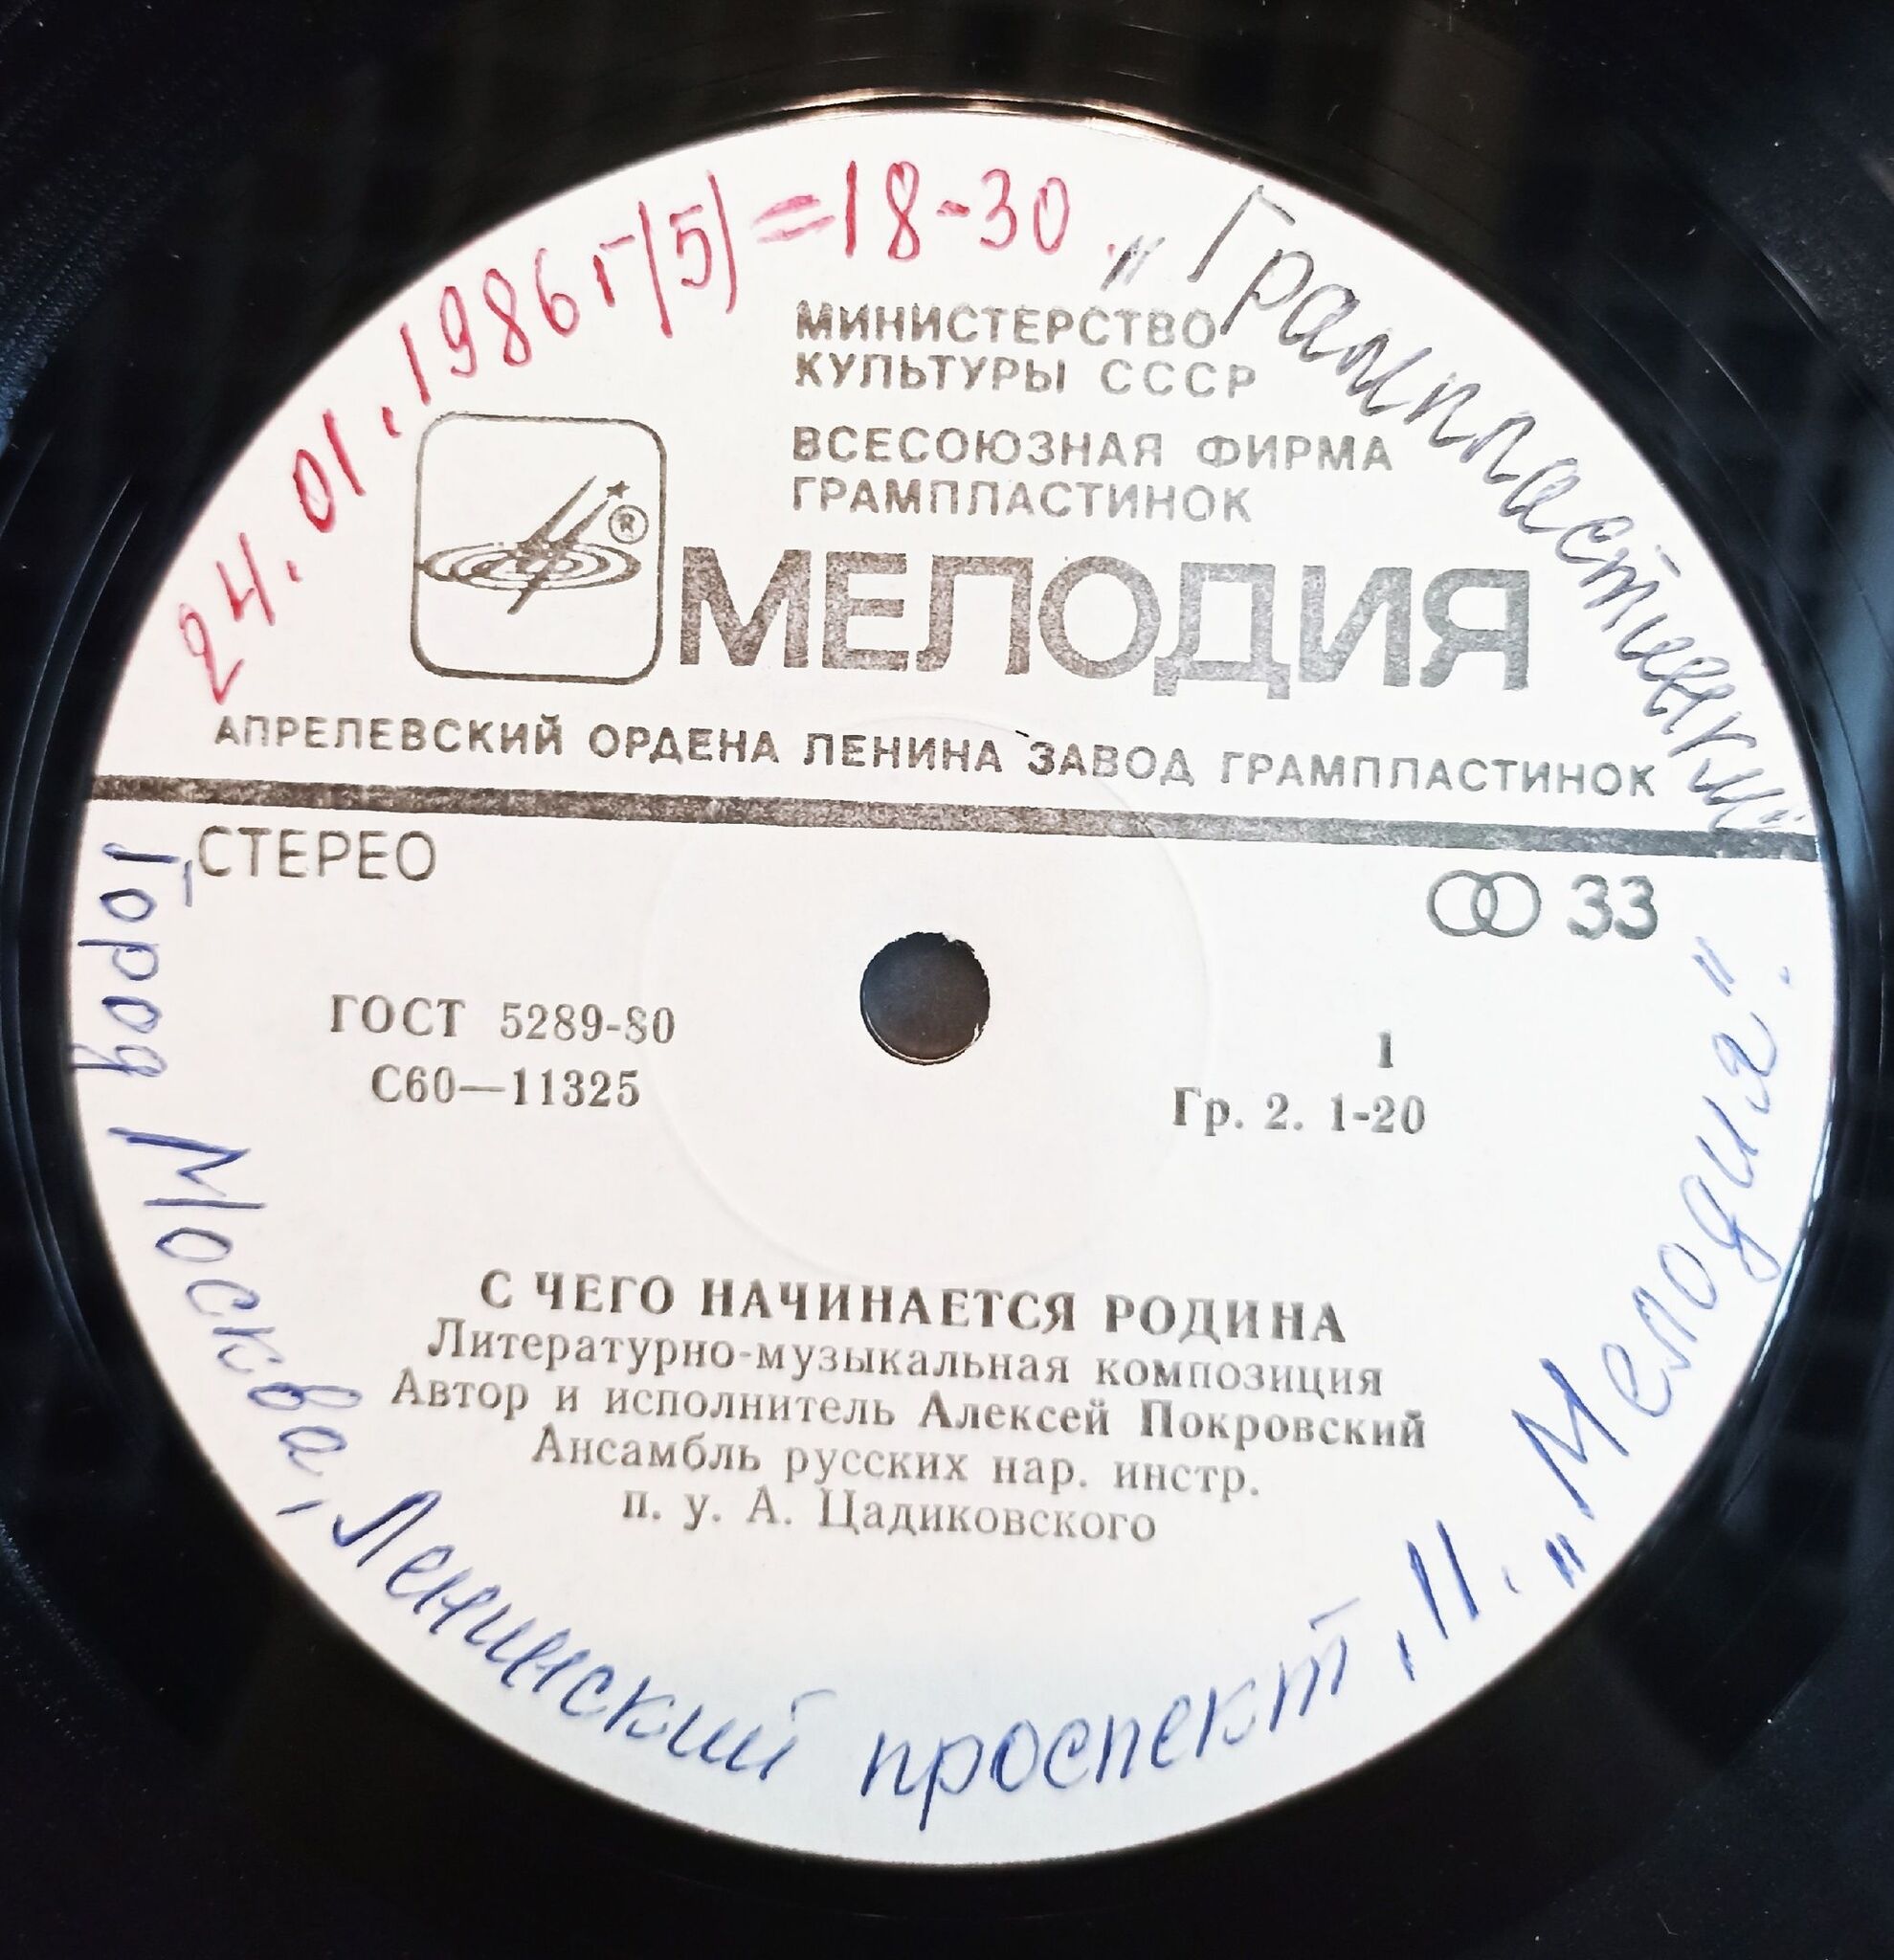 24.01.1986г(5)=18-30. „Грампластинки"
МИНИСТЕРСТВО
КУЛЬТУРЫ СССР
ВСЕСОЮЗНАЯ ФИРМА
ГРАМПЛАСТИНОК
®
МЕЛОДИЯ
АПРЕЛЕВСКИЙ ОРДЕНА ЛЕНИНА ЗАВОД ГРАМПЛАСТИНОК
СТЕРЕО
33
ГОСТ 5289-80
С60—11325
1
Гр. 2. 1-20
С ЧЕГО НАЧИНАЕТСЯ РОДИНА
Литературно-музыкальная композиция
Автор и исполнитель Алексей Покровский
Ансамбль русских нар. инстр.
п. у. А. Цадиковского
Город Москва, Ленинский проспект, 11. „Мелодия".